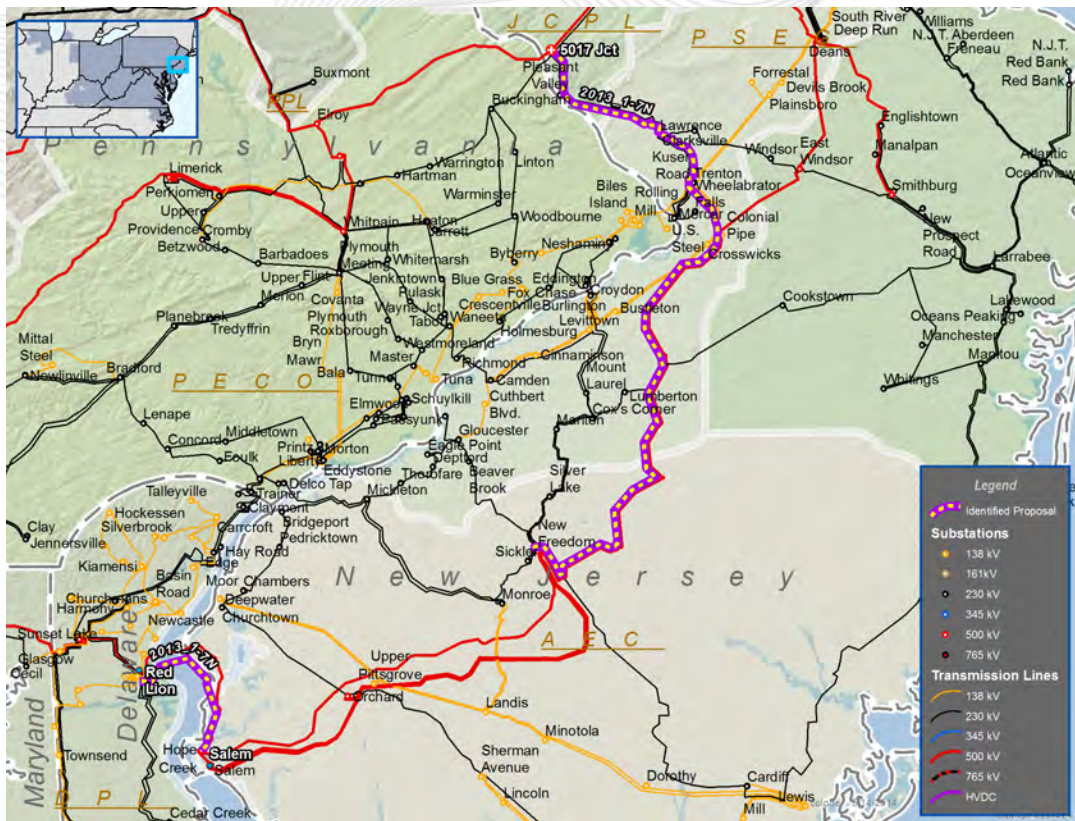 JCPL
PSEG
5017 Jct
South River
Deep Run
Deans
Williams
N.J.T. Aberdeen
Freneau
N.J.T.
Red Bank
Red Bank
Buxmont
Pleasant
Valley
Buckingham
2013_1-7N
Forrestal
Devils Brook
Plainsboro
PPL
Elroy
Pennsylvania
Lawrence
Clarksville
Englishtown
Manalpan
Atlantic
Oceanview
Warrington
Linton
Kuser
Road
Trenton
Windsor
East
Windsor
Limerick
Hartman
Warminster
Wheelabrator
Falls
Smithburg
Perkiomen
Upper
Providence
Cromby
Betzwood
Whitpain
Heaton
Jarrett
Woodbourne
Biles
Island
Rolling
Mill
Mercer
U.S.
Steel
Colonial
Pipe
Crosswicks
New
Prospect
Road
Larrabee
Barbadoes
Plymouth
Meeting
Whitemarsh
Byberry
Neshaminy
Upper
Merion
Flint
Jenkintown
Pulaski
Blue Grass
Fox Chase
Eddington
Croydon
Burlington
Levittown
Bustleton
Cookstown
Lakewood
Oceans Peaking
Planebrook
Tredyffrin
Covanta
Plymouth
Roxborough
Wayne Jct
Tabor
Crescentville
Waneeta
Holmesburg
Manchester
Manitou
Mittal
Steel
Newlinville
Bradford
Bryn
Mawr
Bala
Westmoreland
Master
Tunnel
Tuna
Richmond
Cinnaminson
Camden
Mount
Laurel
Lumberton
Cox's Corner
Whitings
PECO
Elmwood
Schuylkill
Passyunk
Cuthbert
Blvd.
Gloucester
Marlton
Lenape
Concord
Middletown
Foulk
Printz
Morton
Liberty
Eddystone
Eagle Point
Deptford
Thorofare
Beaver
Brook
Silver
Lake
Delco Tap
Mickleton
Talleyville
Trainer
Claymont
Hockessen
Silverbrook
Carrcroft
Bridgeport
Pedricktown
New
Freedom
Sickler
Clay
Jennersville
Kiamensi
Hay Road
Edge
Basin
Road
Moor
Chambers
Deepwater
Churchtown
New Jersey
Monroe
Churchmans
Harmony
Newcastle
Sunset Lake
Glasgow
Cecil
Delaware
2013_1-7N
Red
Lion
AEC
Upper
Pittsgrove
Orchard
Landis
Maryland
Townsend
Hope
Creek
Salem
Salem
Minotola
Sherman
Avenue
Dorothy
Cardiff
Lewis
Mill
Lincoln
DPL
Cedar Creek
Legend
Identified Proposal
Substations
138 kV
161kV
230 kV
345 kV
500 kV
765 kV
Transmission Lines
138 kV
230 kV
345 kV
500 kV
765 kV
HVDC